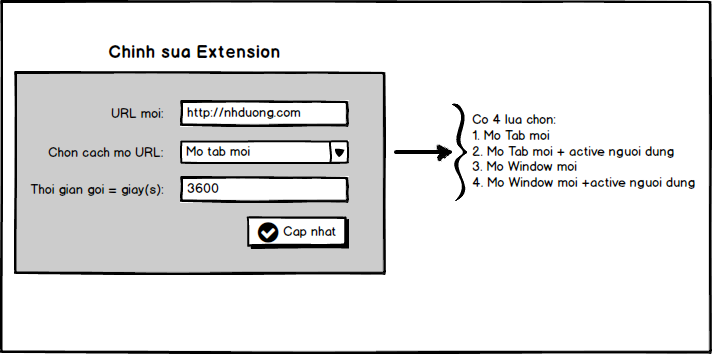 Chinh sua Extension
URL moi: http://nhduong.com
Chon cach mo URL: Mo tab moi
Thoi gian goi = giay(s): 3600
Cap nhat
Co 4 lua chon:
1. Mo Tab moi
2. Mo Tab moi + active nguoi dung
3. Mo Window moi
4. Mo Window moi +active nguoi dung